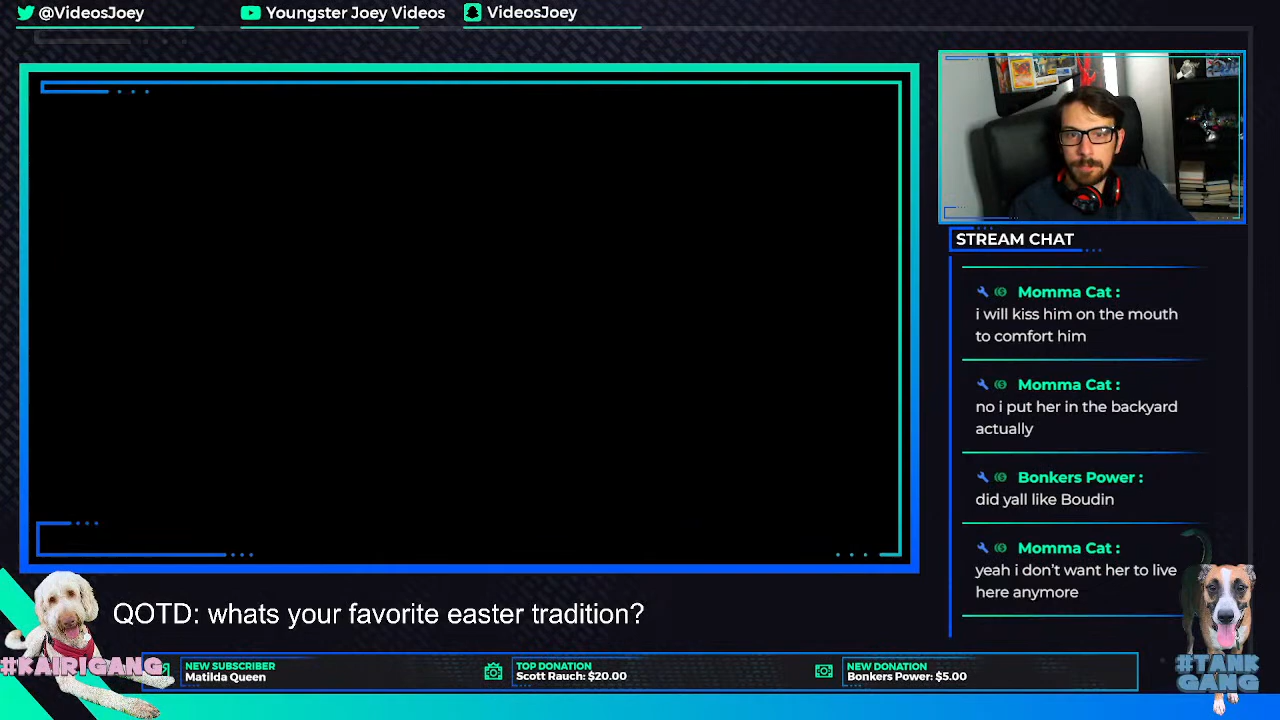 @VideosJoey
Youngster Joey Videos
VideosJoey
STREAM CHAT
Momma Cat :
i will kiss him on the mouth
to comfort him
Momma Cat :
no i put her in the backyard
actually
Bonkers Power :
did yall like Boudin
Momma Cat :
yeah i don't want her to live
here anymore
QOTD: whats your favorite easter tradition?
#KAIRIGANG
NEW SUBSCRIBER
Matilda Queen
TOP DONATION
Scott Rauch: $20.00
NEW DONATION
Bonkers Power: $5.00
#TANK
GANG